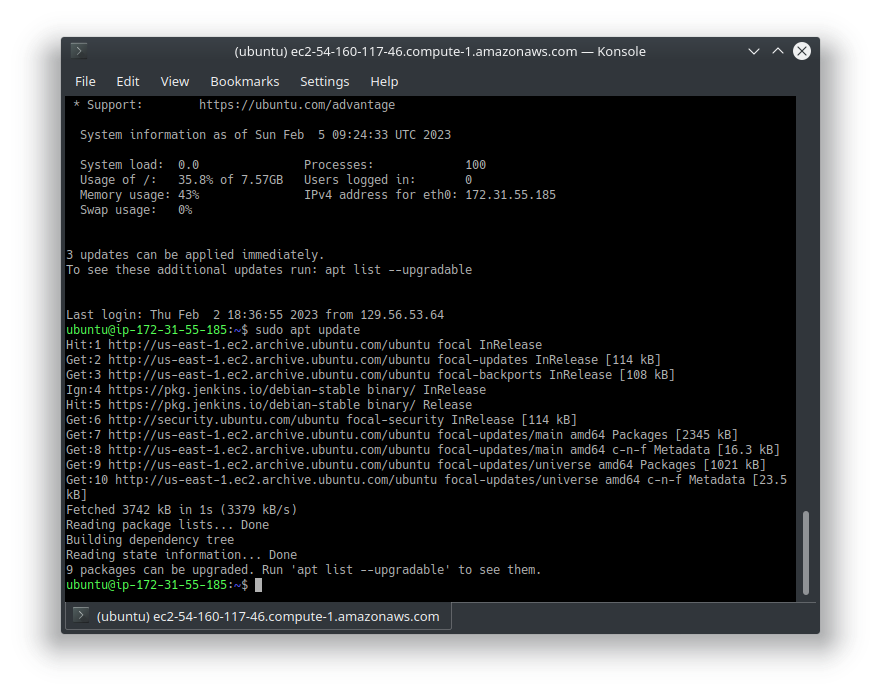 (ubuntu) ec2-54-160-117-46.compute-1.amazonaws.com — Konsole
File Edit View Bookmarks Settings Help
* Support:        https://ubuntu.com/advantage
System information as of Sun Feb  5 09:24:33 UTC 2023
System load:  0.0               Processes:             100
Usage of /:   35.8% of 7.57GB   Users logged in:       0
Memory usage: 43%               IPv4 address for eth0: 172.31.55.185
Swap usage:   0%
3 updates can be applied immediately.
To see these additional updates run: apt list --upgradable
Last login: Thu Feb  2 18:36:55 2023 from 129.56.53.64
ubuntu@ip-172-31-55-185:~$ sudo apt update
Hit:1 http://us-east-1.ec2.archive.ubuntu.com/ubuntu focal InRelease
Get:2 http://us-east-1.ec2.archive.ubuntu.com/ubuntu focal-updates InRelease [114 kB]
Get:3 http://us-east-1.ec2.archive.ubuntu.com/ubuntu focal-backports InRelease [108 kB]
Ign:4 https://pkg.jenkins.io/debian-stable binary/ InRelease
Hit:5 https://pkg.jenkins.io/debian-stable binary/ Release
Get:6 http://security.ubuntu.com/ubuntu focal-security InRelease [114 kB]
Get:7 http://us-east-1.ec2.archive.ubuntu.com/ubuntu focal-updates/main amd64 Packages [2345 kB]
Get:8 http://us-east-1.ec2.archive.ubuntu.com/ubuntu focal-updates/main amd64 c-n-f Metadata [16.3 kB]
Get:9 http://us-east-1.ec2.archive.ubuntu.com/ubuntu focal-updates/universe amd64 Packages [1021 kB]
Get:10 http://us-east-1.ec2.archive.ubuntu.com/ubuntu focal-updates/universe amd64 c-n-f Metadata [23.5
kB]
Fetched 3742 kB in 1s (3379 kB/s)
Reading package lists... Done
Building dependency tree
Reading state information... Done
9 packages can be upgraded. Run 'apt list --upgradable' to see them.
ubuntu@ip-172-31-55-185:~$
(ubuntu) ec2-54-160-117-46.compute-1.amazonaws.com